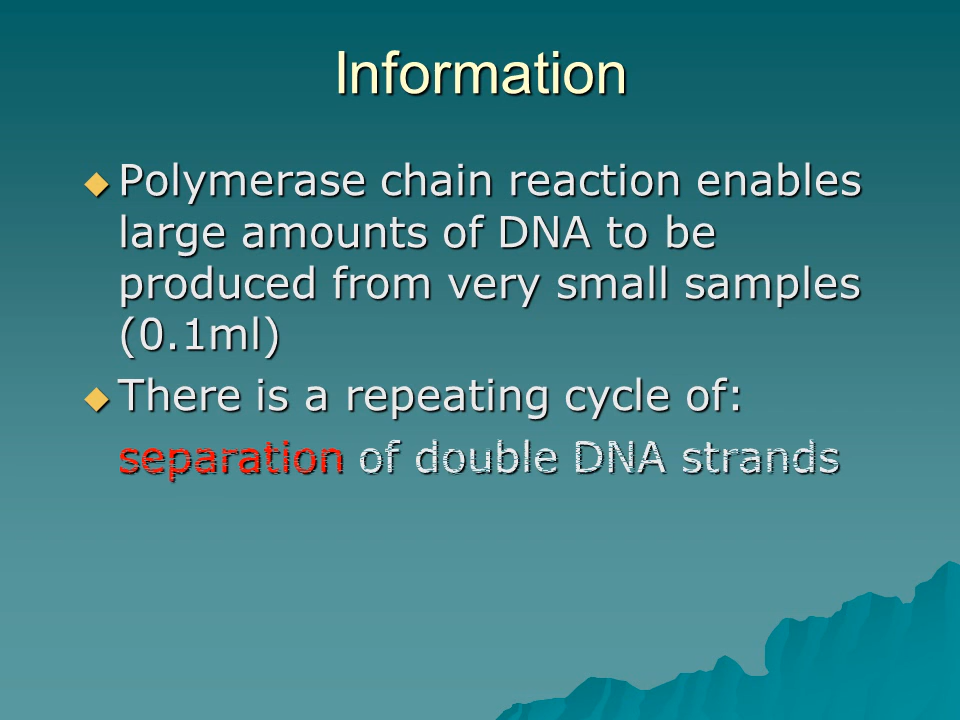 Information
Polymerase chain reaction enables
large amounts of DNA to be
produced from very small samples
(0.1ml)
There is a repeating cycle of:
separation of double DNA strands